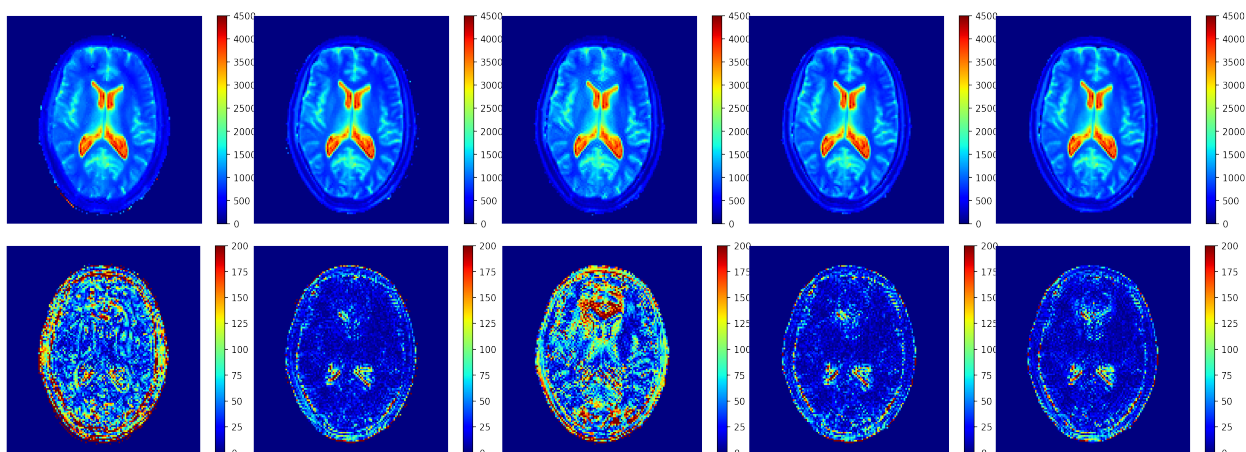 4500 4500 4500 4500 4500
4000 4000 4000 4000 4000
3500 3500 3500 3500 3500
3000 3000 3000 3000 3000
2500 2500 2500 2500 2500
2000 2000 2000 2000 2000
1500 1500 1500 1500 1500
1000 1000 1000 1000 1000
500 500 500 500 500
0 0 0 0 0
200 200 200 200 200
175 175 175 175 175
150 150 150 150 150
125 125 125 125 125
100 100 100 100 100
75 75 75 75 75
50 50 50 50 50
25 25 25 25 25
0 0 0 0 0